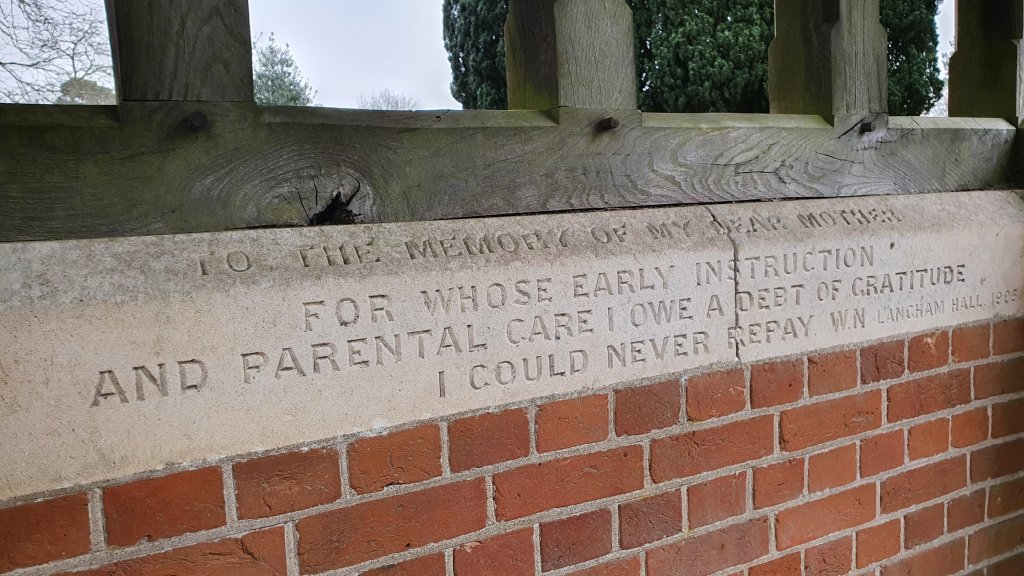 TO THE MEMORY OF MY DEAR MOTHER
FOR WHOSE EARLY INSTRUCTION
AND PARENTAL CARE I OWE A DEBT OF GRATITUDE
I COULD NEVER REPAY. W.N LANGHAM HALL. 1905